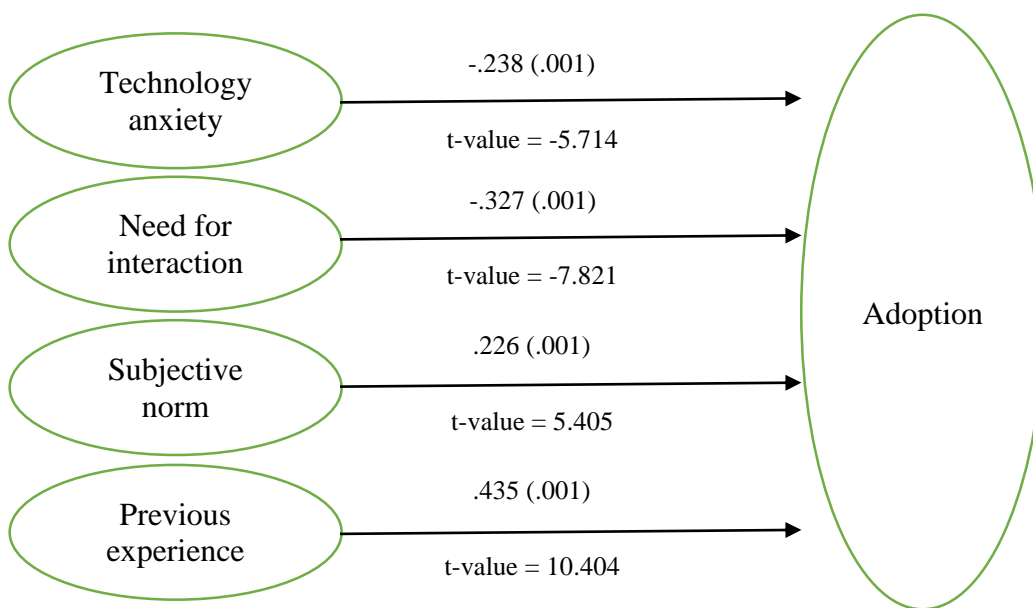 Technology
anxiety
-.238 (.001)
t-value = -5.714
Need for
interaction
-.327 (.001)
t-value = -7.821
Subjective
norm
.226 (.001)
t-value = 5.405
Previous
experience
.435 (.001)
t-value = 10.404
Adoption